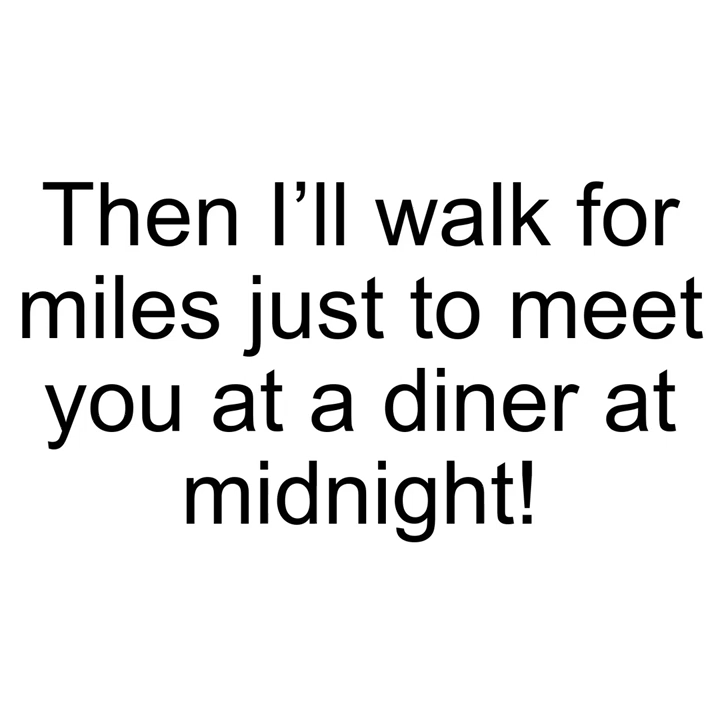 Then I’ll walk for
miles just to meet
you at a diner at
midnight!